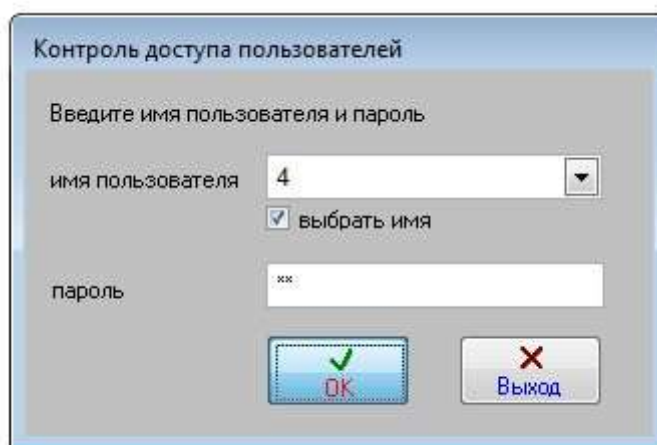 Контроль доступа пользователей
Введите имя пользователя и пароль
имя пользователя 4
выбрать имя
пароль **
OK Выход